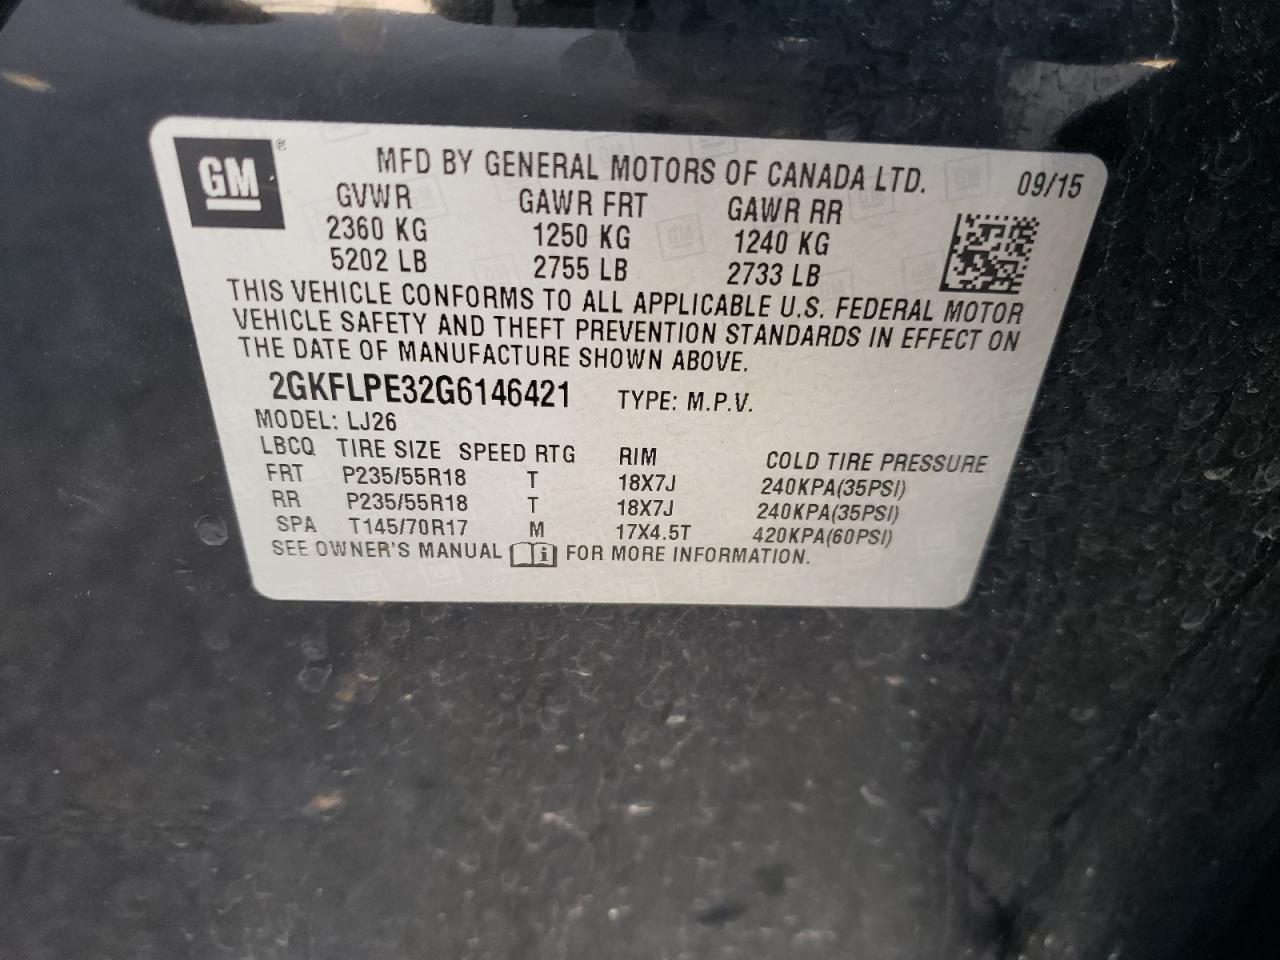 GM ®
MFD BY GENERAL MOTORS OF CANADA LTD. 09/15
GVWR GAWR FRT GAWR RR
2360 KG 1250 KG 1240 KG
5202 LB 2755 LB 2733 LB
THIS VEHICLE CONFORMS TO ALL APPLICABLE U.S. FEDERAL MOTOR
VEHICLE SAFETY AND THEFT PREVENTION STANDARDS IN EFFECT ON
THE DATE OF MANUFACTURE SHOWN ABOVE.
2GKFLPE32G6146421 TYPE: M.P.V.
MODEL: LJ26
LBCQ TIRE SIZE SPEED RTG RIM COLD TIRE PRESSURE
FRT P235/55R18 T 18X7J 240KPA(35PSI)
RR P235/55R18 T 18X7J 240KPA(35PSI)
SPA T145/70R17 M 17X4.5T 420KPA(60PSI)
SEE OWNER'S MANUAL i FOR MORE INFORMATION.